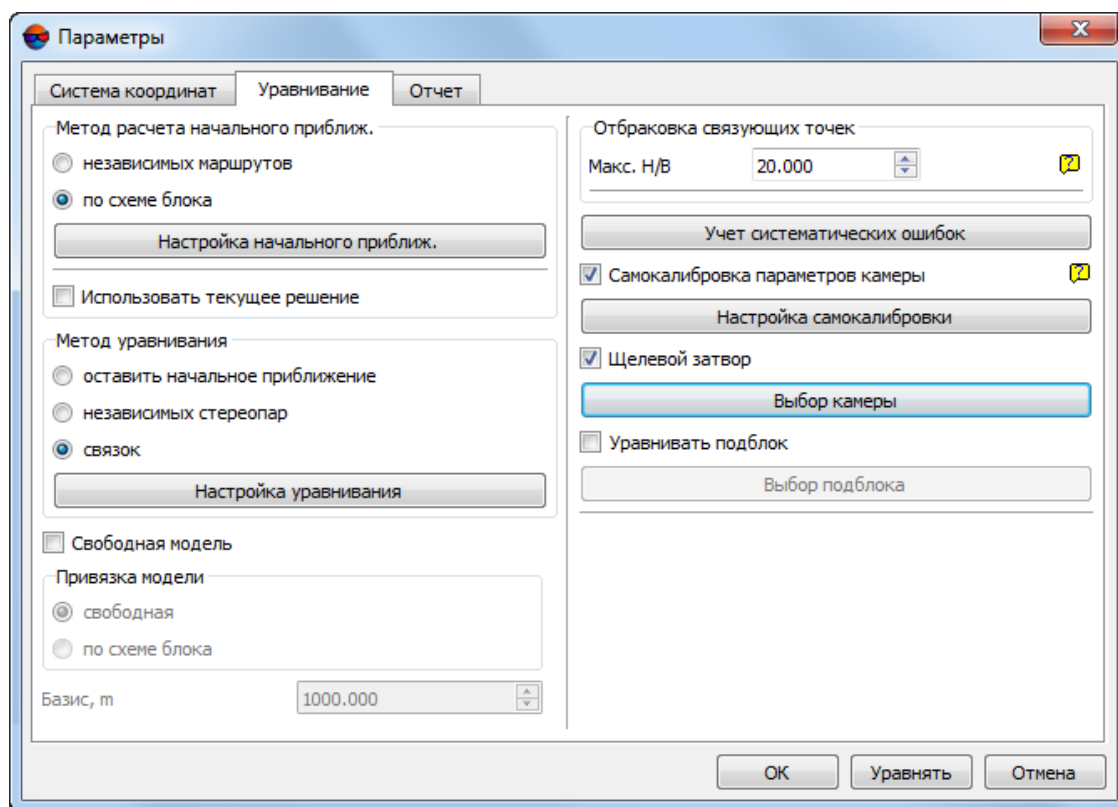 Параметры
Система координат Уравнивание Отчет
Метод расчета начального приближ.
независимых маршрутов
по схеме блока
Настройка начального приближ.
Использовать текущее решение
Метод уравнивания
оставить начальное приближение
независимых стереопар
связок
Настройка уравнивания
Свободная модель
Привязка модели
свободная
по схеме блока
Базис, m 1000.000
Отбраковка связующих точек
Макс. Н/В 20.000 ?
Учет систематических ошибок
Самокалибровка параметров камеры ?
Настройка самокалибровки
Щелевой затвор
Выбор камеры
Уравнивать подблок
Выбор подблока
OK Уравнять Отмена